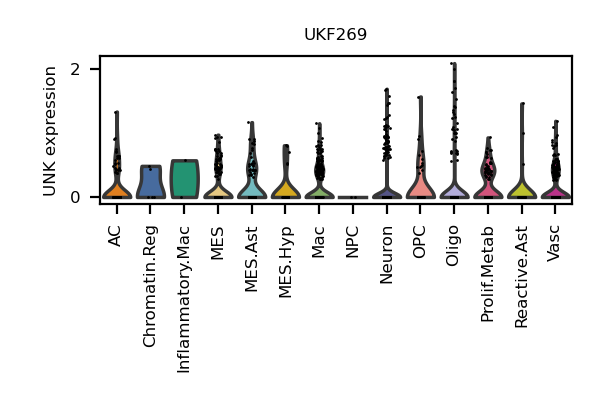 UKF269
UNK expression
2
0
AC
Chromatin.Reg
Inflammatory.Mac
MES
MES.Ast
MES.Hyp
Mac
NPC
Neuron
OPC
Oligo
Prolif.Metab
Reactive.Ast
Vasc